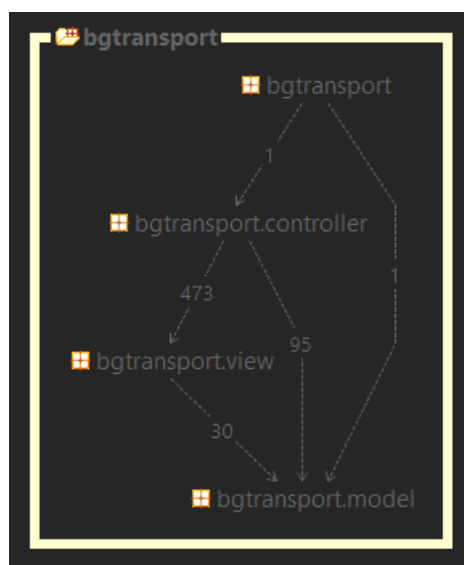 bgtransport
bgtransport
1
bgtransport.controller
473
1
95
bgtransport.view
30
bgtransport.model